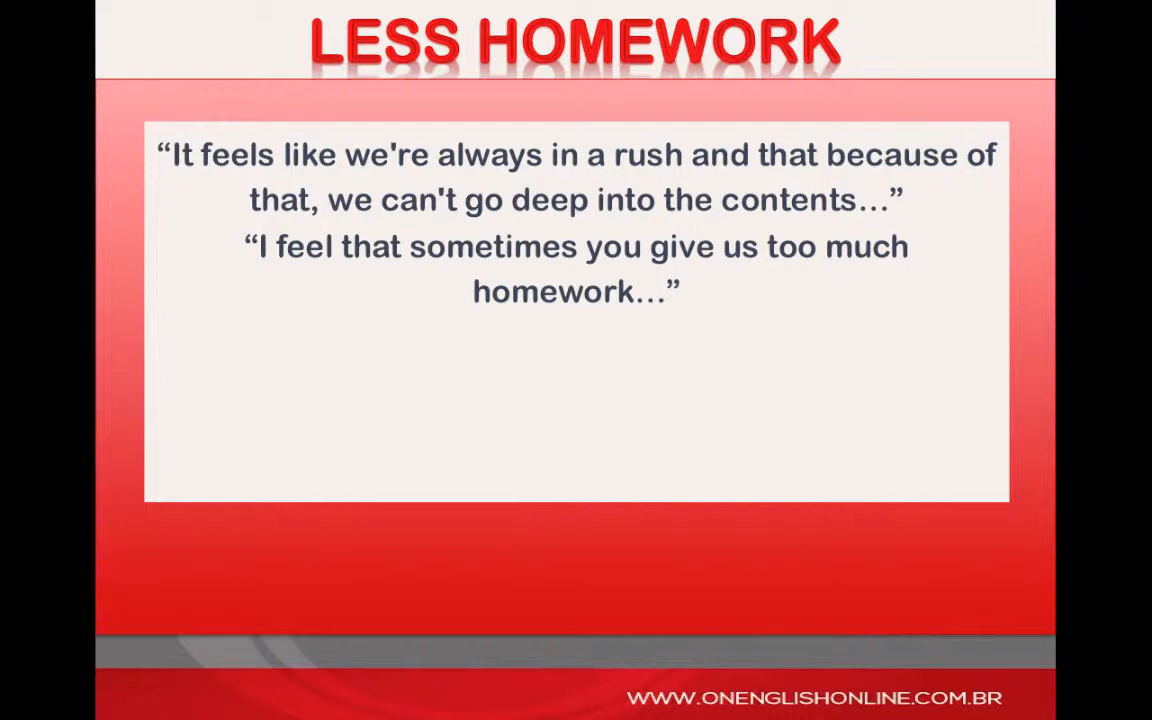 LESS HOMEWORK
“It feels like we're always in a rush and that because of
that, we can't go deep into the contents...”
“I feel that sometimes you give us too much
homework...”
WWW.ONENGLISHONLINE.COM.BR